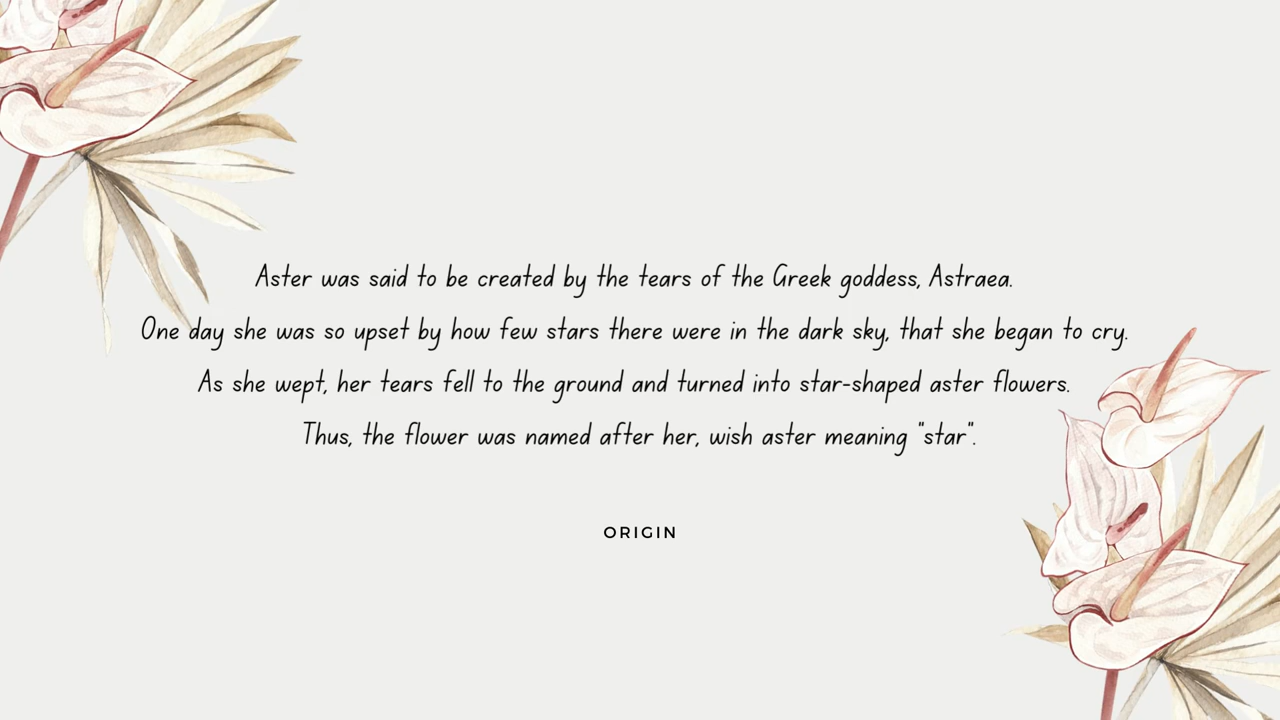 Aster was said to be created by the tears of the Greek goddess, Astraea.
One day she was so upset by how few stars there were in the dark sky, that she began to cry.
As she wept, her tears fell to the ground and turned into star-shaped aster flowers.
Thus, the flower was named after her, wish aster meaning "star".
ORIGIN